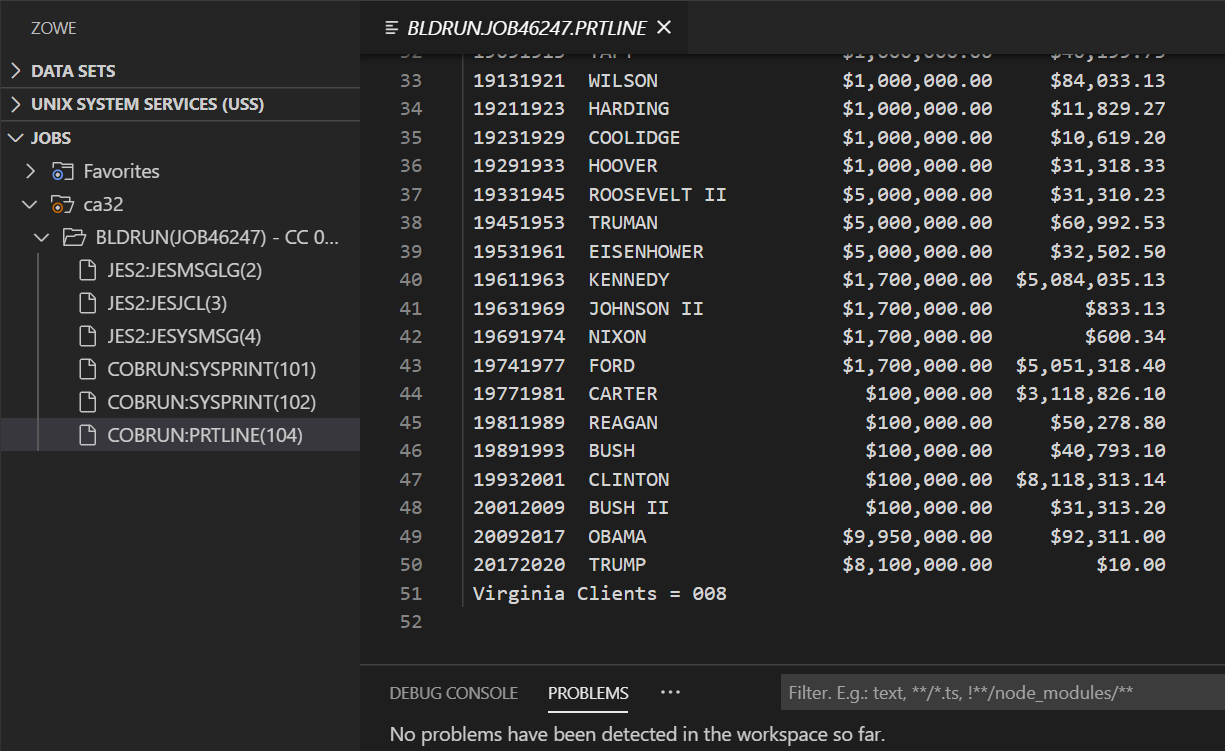 ZOWE
DATA SETS
UNIX SYSTEM SERVICES (USS)
JOBS
Favorites
ca32
BLDRUN(JOB46247) - CC 0...
JES2:JESMSGLG(2)
JES2:JESJCL(3)
JES2:JESYSMSG(4)
COBRUN:SYSPRINT(101)
COBRUN:SYSPRINT(102)
COBRUN:PRTLINE(104)
BLDRUN.JOB46247.PRTLINE
32 19091913 TAFT $1,000,000.00 $46,199.75
33 19131921 WILSON $1,000,000.00 $84,033.13
34 19211923 HARDING $1,000,000.00 $11,829.27
35 19231929 COOLIDGE $1,000,000.00 $10,619.20
36 19291933 HOOVER $1,000,000.00 $31,318.33
37 19331945 ROOSEVELT II $5,000,000.00 $31,310.23
38 19451953 TRUMAN $5,000,000.00 $60,992.53
39 19531961 EISENHOWER $5,000,000.00 $32,502.50
40 19611963 KENNEDY $1,700,000.00 $5,084,035.13
41 19631969 JOHNSON II $1,700,000.00 $833.13
42 19691974 NIXON $1,700,000.00 $600.34
43 19741977 FORD $1,700,000.00 $5,051,318.40
44 19771981 CARTER $100,000.00 $3,118,826.10
45 19811989 REAGAN $100,000.00 $50,278.80
46 19891993 BUSH $100,000.00 $40,793.10
47 19932001 CLINTON $100,000.00 $8,118,313.14
48 20012009 BUSH II $100,000.00 $31,313.20
49 20092017 OBAMA $9,950,000.00 $92,311.00
50 20172020 TRUMP $8,100,000.00 $10.00
51 Virginia Clients = 008
52
DEBUG CONSOLE PROBLEMS ... Filter. E.g.: text, **/*.ts, !**/node_modules/**
No problems have been detected in the workspace so far.